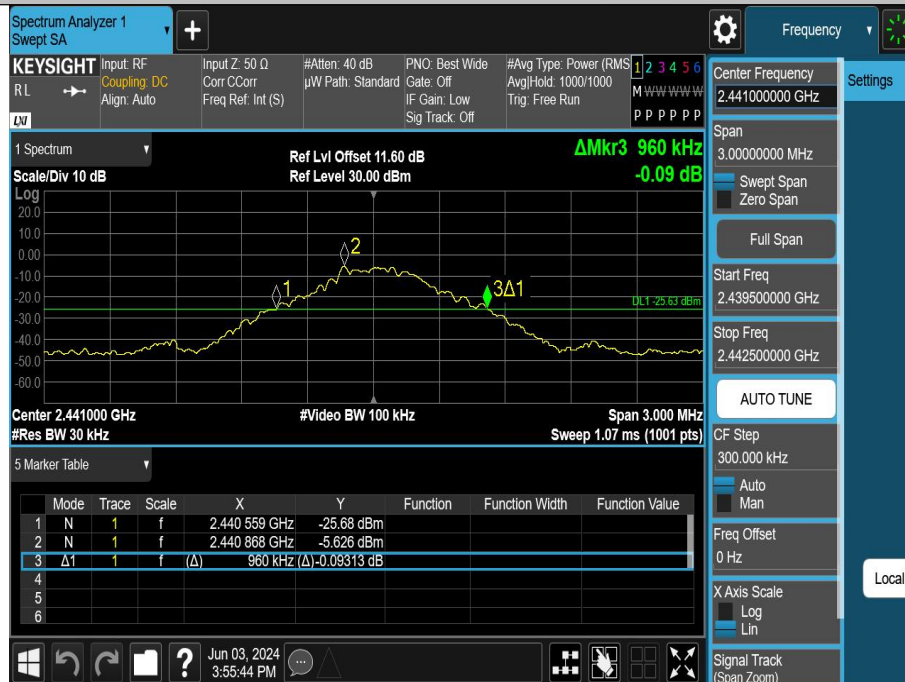 Spectrum Analyzer 1
Swept SA
+
Frequency
KEYSIGHT
RL
LXI
Input: RF
Coupling: DC
Align: Auto
Input Z: 50 Ω
Corr CCorr
Freq Ref: Int (S)
#Atten: 40 dB
µW Path: Standard
PNO: Best Wide
Gate: Off
IF Gain: Low
Sig Track: Off
#Avg Type: Power (RMS
Avg|Hold: 1000/1000
Trig: Free Run
1 2 3 4 5 6
M W W W W W
P P P P P P
1 Spectrum
Scale/Div 10 dB
Ref Lvl Offset 11.60 dB
Ref Level 30.00 dBm
ΔMkr3 960 kHz
-0.09 dB
Log
20.0
10.0
0.00
-10.0
-20.0
-30.0
-40.0
-50.0
-60.0
1
2
3Δ1
DL1 -25.63 dBm
Center 2.441000 GHz
#Video BW 100 kHz
Span 3.000 MHz
#Res BW 30 kHz
Sweep 1.07 ms (1001 pts)
5 Marker Table
Mode Trace Scale X Y Function Function Width Function Value
1 N 1 f 2.440 559 GHz -25.68 dBm
2 N 1 f 2.440 868 GHz -5.626 dBm
3 Δ1 1 f (Δ) 960 kHz (Δ) -0.09313 dB
4
5
6
?
Jun 03, 2024
3:55:44 PM
Center Frequency
2.441000000 GHz
Settings
Span
3.00000000 MHz
Swept Span
Zero Span
Full Span
Start Freq
2.439500000 GHz
Stop Freq
2.442500000 GHz
AUTO TUNE
CF Step
300.000 kHz
Auto
Man
Freq Offset
0 Hz
Local
X Axis Scale
Log
Lin
Signal Track
(Span Zoom)